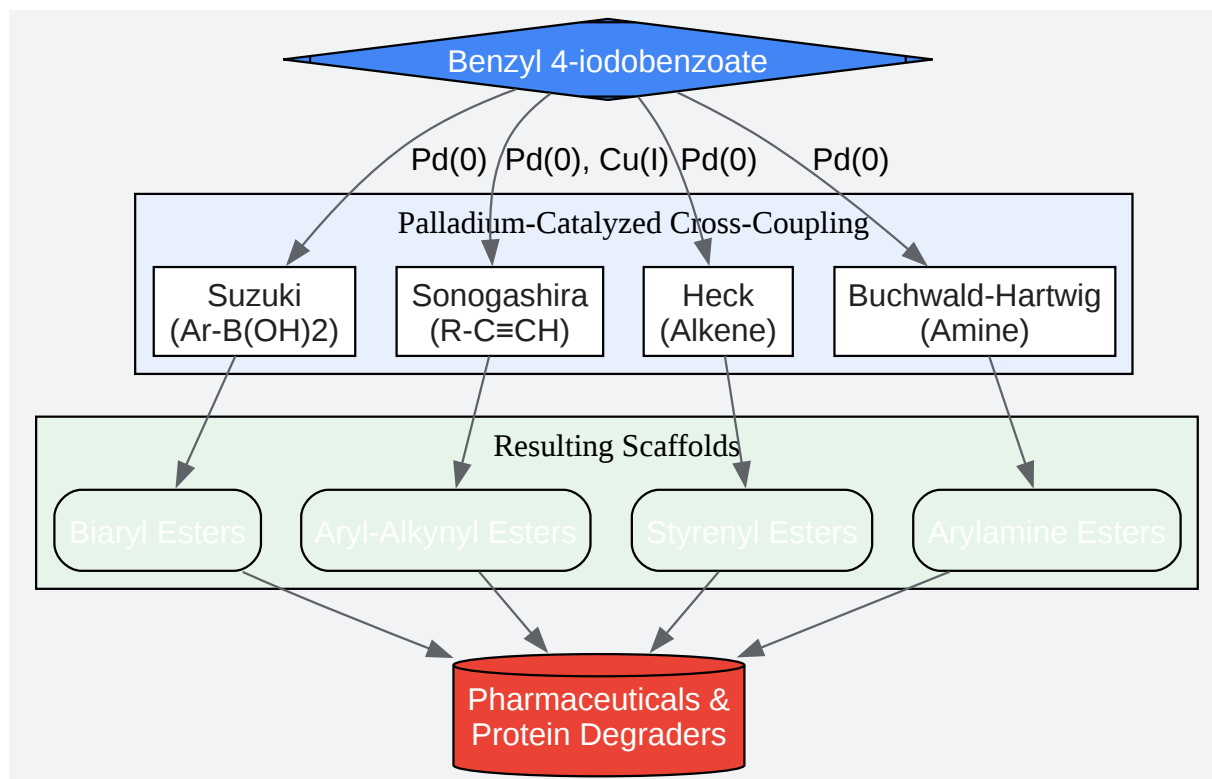 Benzyl 4-iodobenzoate
Pd(0)
Pd(0), Cu(I)
Pd(0)
Pd(0)
Palladium-Catalyzed Cross-Coupling
Suzuki
(Ar-B(OH)2)
Sonogashira
(R-C≡CH)
Heck
(Alkene)
Buchwald-Hartwig
(Amine)
Resulting Scaffolds
Biaryl Esters
Aryl-Alkynyl Esters
Styrenyl Esters
Arylamine Esters
Pharmaceuticals &
Protein Degraders